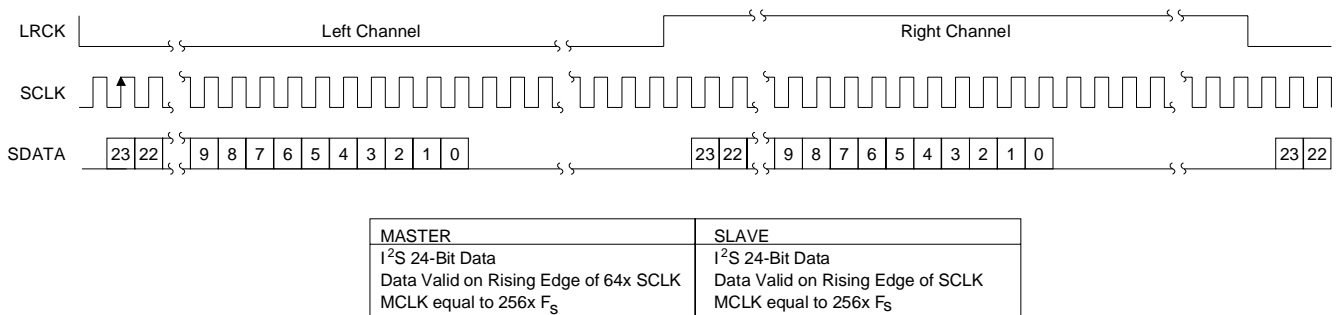 LRCK Left Channel Right Channel
SCLK
SDATA 23 22 9 8 7 6 5 4 3 2 1 0 23 22 9 8 7 6 5 4 3 2 1 0 23 22
MASTER SLAVE
I²S 24-Bit Data I²S 24-Bit Data
Data Valid on Rising Edge of 64x SCLK Data Valid on Rising Edge of SCLK
MCLK equal to 256x Fs MCLK equal to 256x Fs